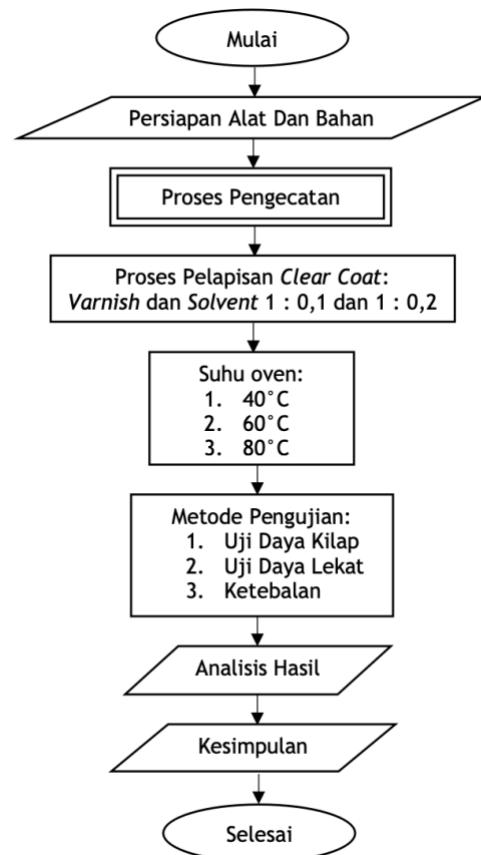 Mulai
Persiapan Alat Dan Bahan
Proses Pengecatan
Proses Pelapisan Clear Coat:
Varnish dan Solvent 1 : 0,1 dan 1 : 0,2
Suhu oven:
1. 40°C
2. 60°C
3. 80°C
Metode Pengujian:
1. Uji Daya Kilap
2. Uji Daya Lekat
3. Ketebalan
Analisis Hasil
Kesimpulan
Selesai